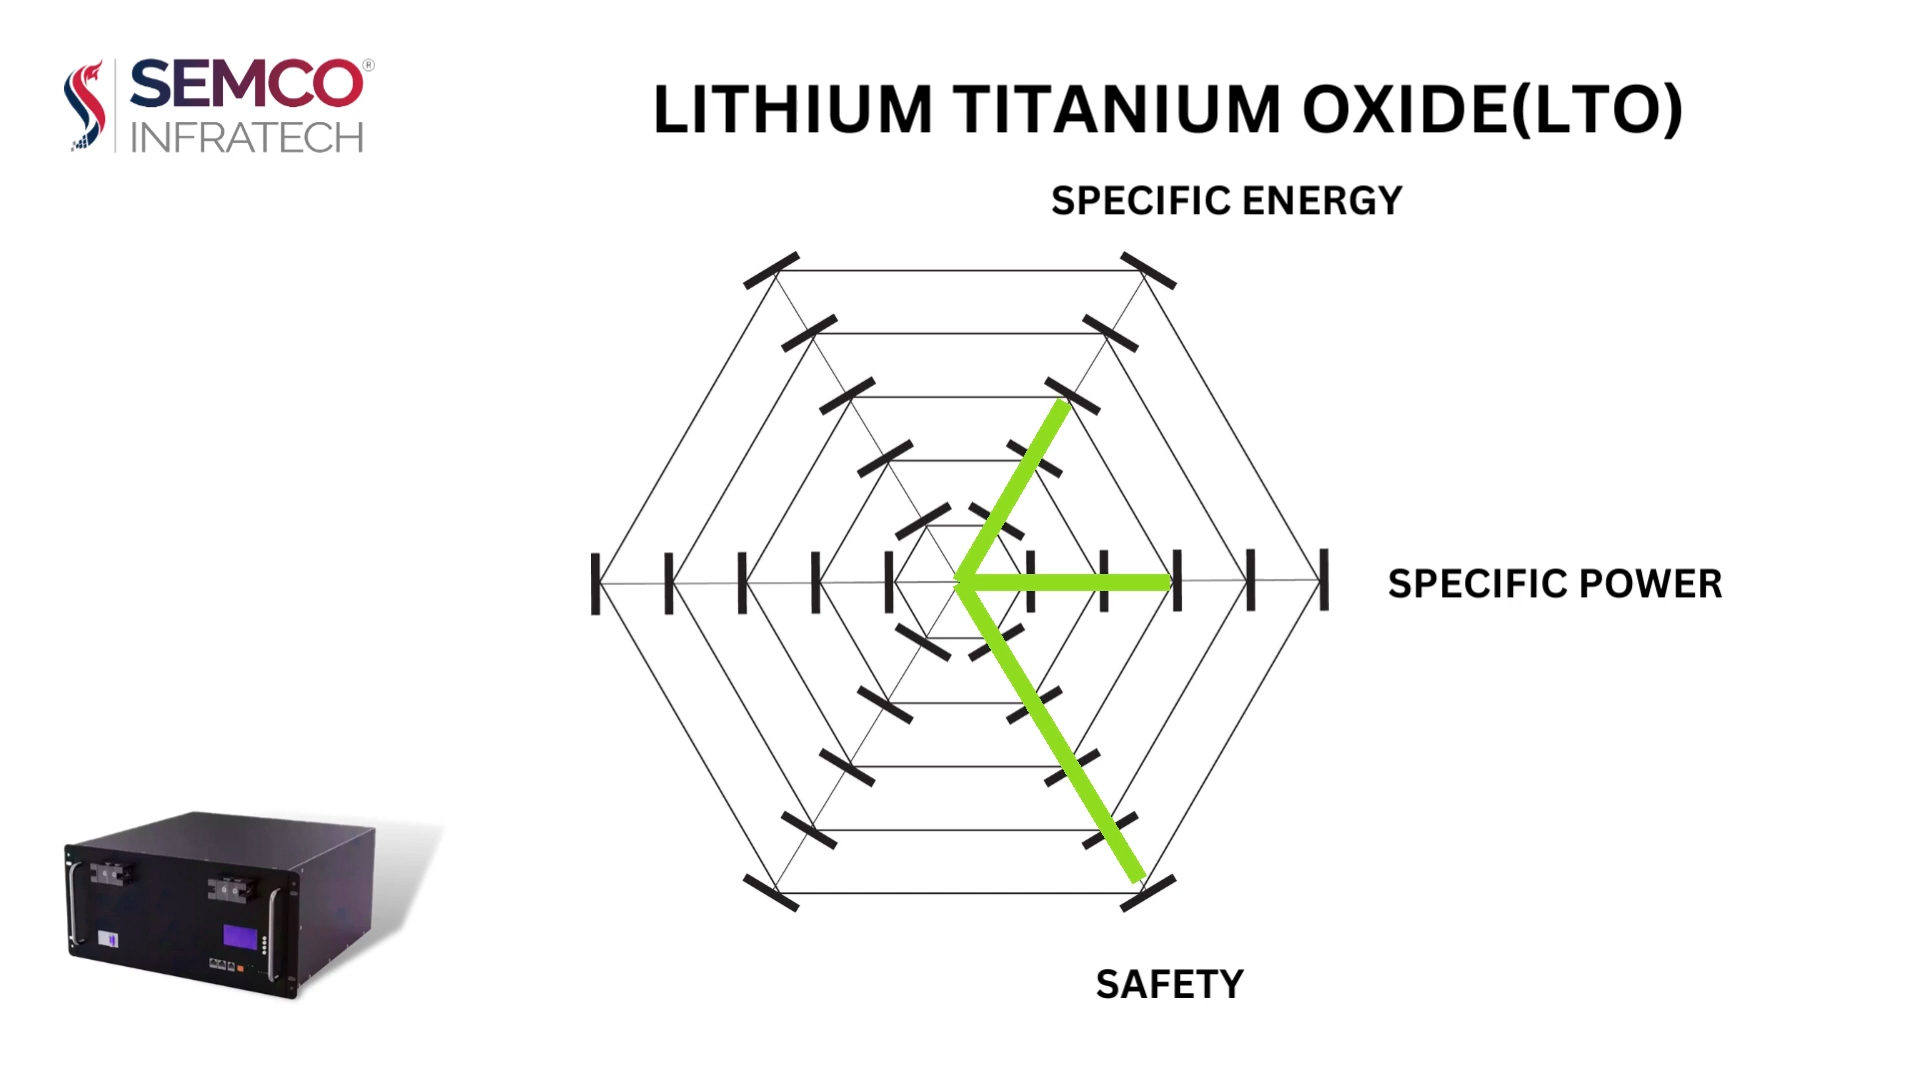 SEMCO®
INFRATECH
LITHIUM TITANIUM OXIDE(LTO)
SPECIFIC ENERGY
SPECIFIC POWER
SAFETY